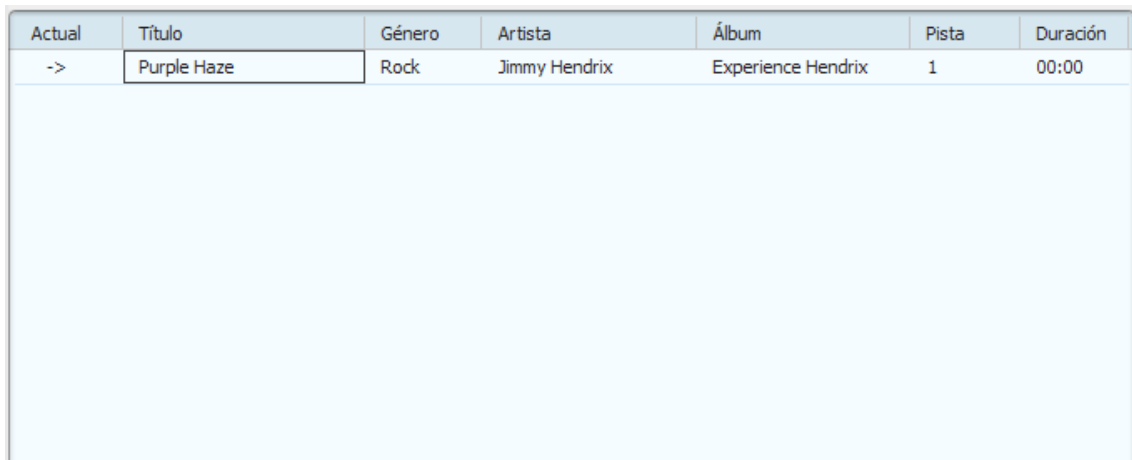 Actual Título Género Artista Álbum Pista Duración
-> Purple Haze Rock Jimmy Hendrix Experience Hendrix 1 00:00